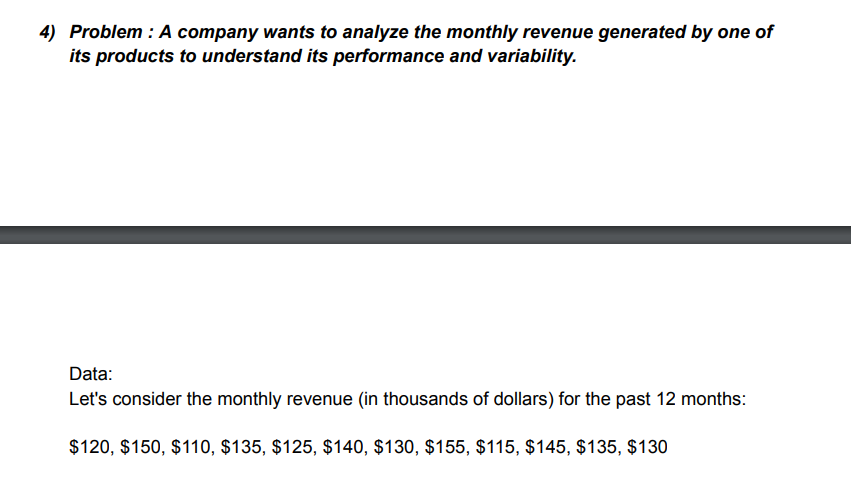 4) Problem : A company wants to analyze the monthly revenue generated by one of
its products to understand its performance and variability.
Data:
Let's consider the monthly revenue (in thousands of dollars) for the past 12 months:
$120, $150, $110, $135, $125, $140, $130, $155, $115, $145, $135, $130